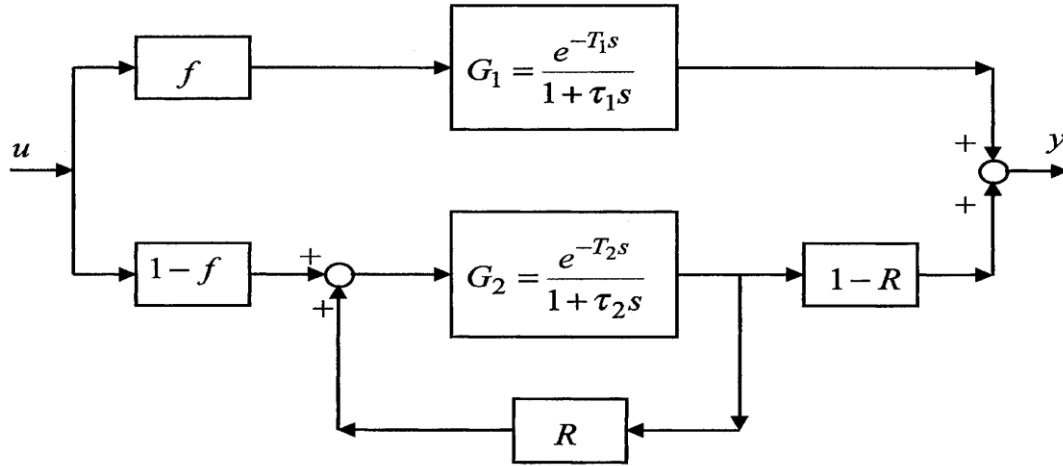 f
G₁ = e^{-T₁s} / (1 + τ₁s)
u
+
y
+
1 − f
+
+
G₂ = e^{-T₂s} / (1 + τ₂s)
1 − R
R